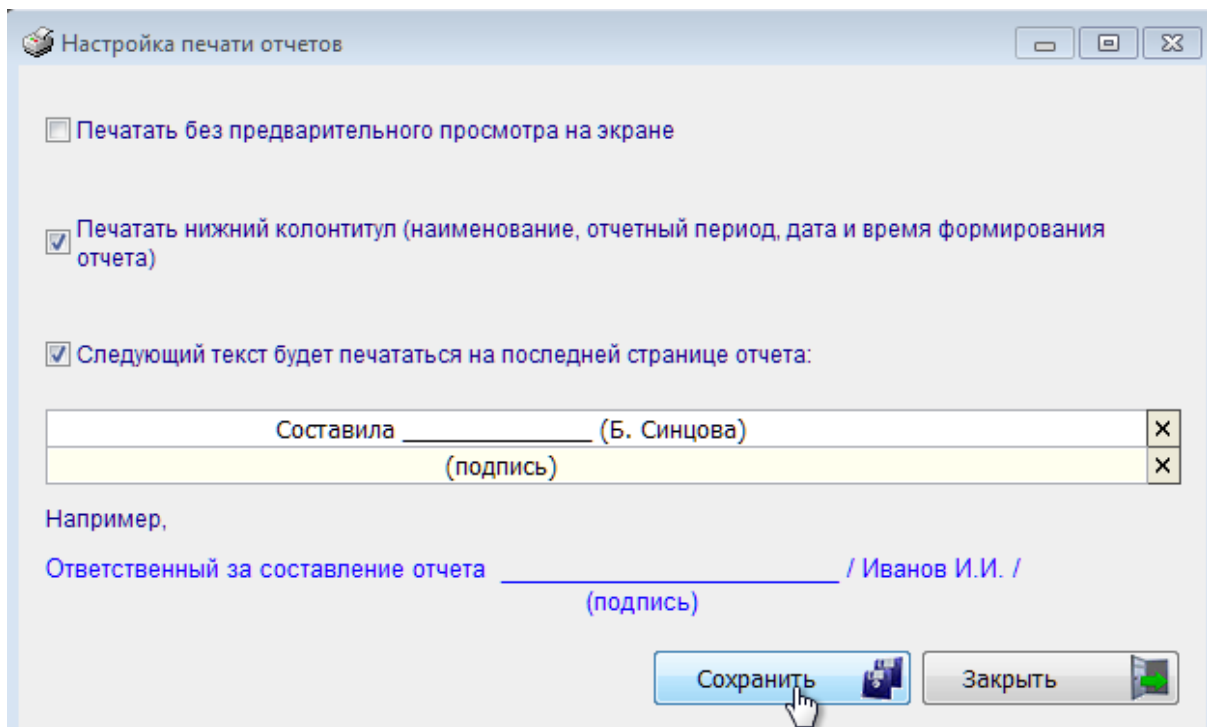 Настройка печати отчетов
Печатать без предварительного просмотра на экране
Печатать нижний колонтитул (наименование, отчетный период, дата и время формирования
отчета)
Следующий текст будет печататься на последней странице отчета:
Составила ______________ (Б. Синцова)
(подпись)
Например,
Ответственный за составление отчета _________________________ / Иванов И.И. /
(подпись)
Сохранить
Закрыть